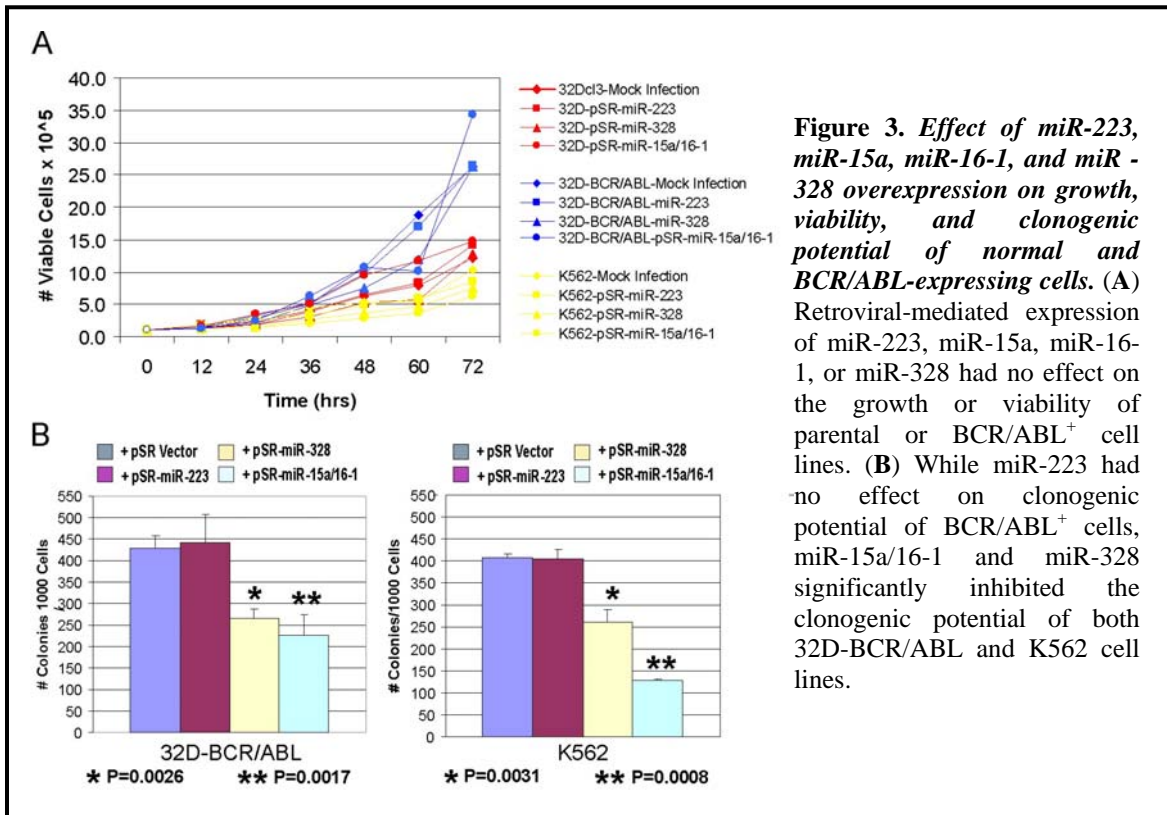 A
40.0
35.0
30.0
25.0
20.0
15.0
10.0
5.0
0.0
# Viable Cells x 10^5
0 12 24 36 48 60 72
Time (hrs)
32Dcl3-Mock Infection
32D-pSR-miR-223
32D-pSR-miR-328
32D-pSR-miR-15a/16-1
32D-BCR/ABL-Mock Infection
32D-BCR/ABL-miR-223
32D-BCR/ABL-miR-328
32D-BCR/ABL-pSR-miR-15a/16-1
K562-Mock Infection
K562-pSR-miR-223
K562-pSR-miR-328
K562-pSR-miR-15a/16-1
B
+ pSR Vector
+ pSR-miR-328
+pSR-miR-223
+pSR-miR-15a/16-1
550
500
450
400
350
300
250
200
150
100
50
0
# Colonies 1000 Cells
*
**
32D-BCR/ABL
* P=0.0026 ** P=0.0017
+ pSR Vector
+ pSR-miR-328
+pSR-miR-223
+ pSR-miR-15a/16-1
550
500
450
400
350
300
250
200
150
100
50
0
# Colonies/1000 Cells
*
**
K562
* P=0.0031 ** P=0.0008
Figure 3. Effect of miR-223,
miR-15a, miR-16-1, and miR -
328 overexpression on growth,
viability, and clonogenic
potential of normal and
BCR/ABL-expressing cells. (A)
Retroviral-mediated expression
of miR-223, miR-15a, miR-16-
1, or miR-328 had no effect on
the growth or viability of
parental or BCR/ABL+ cell
lines. (B) While miR-223 had
no effect on clonogenic
potential of BCR/ABL+ cells,
miR-15a/16-1 and miR-328
significantly inhibited the
clonogenic potential of both
32D-BCR/ABL and K562 cell
lines.